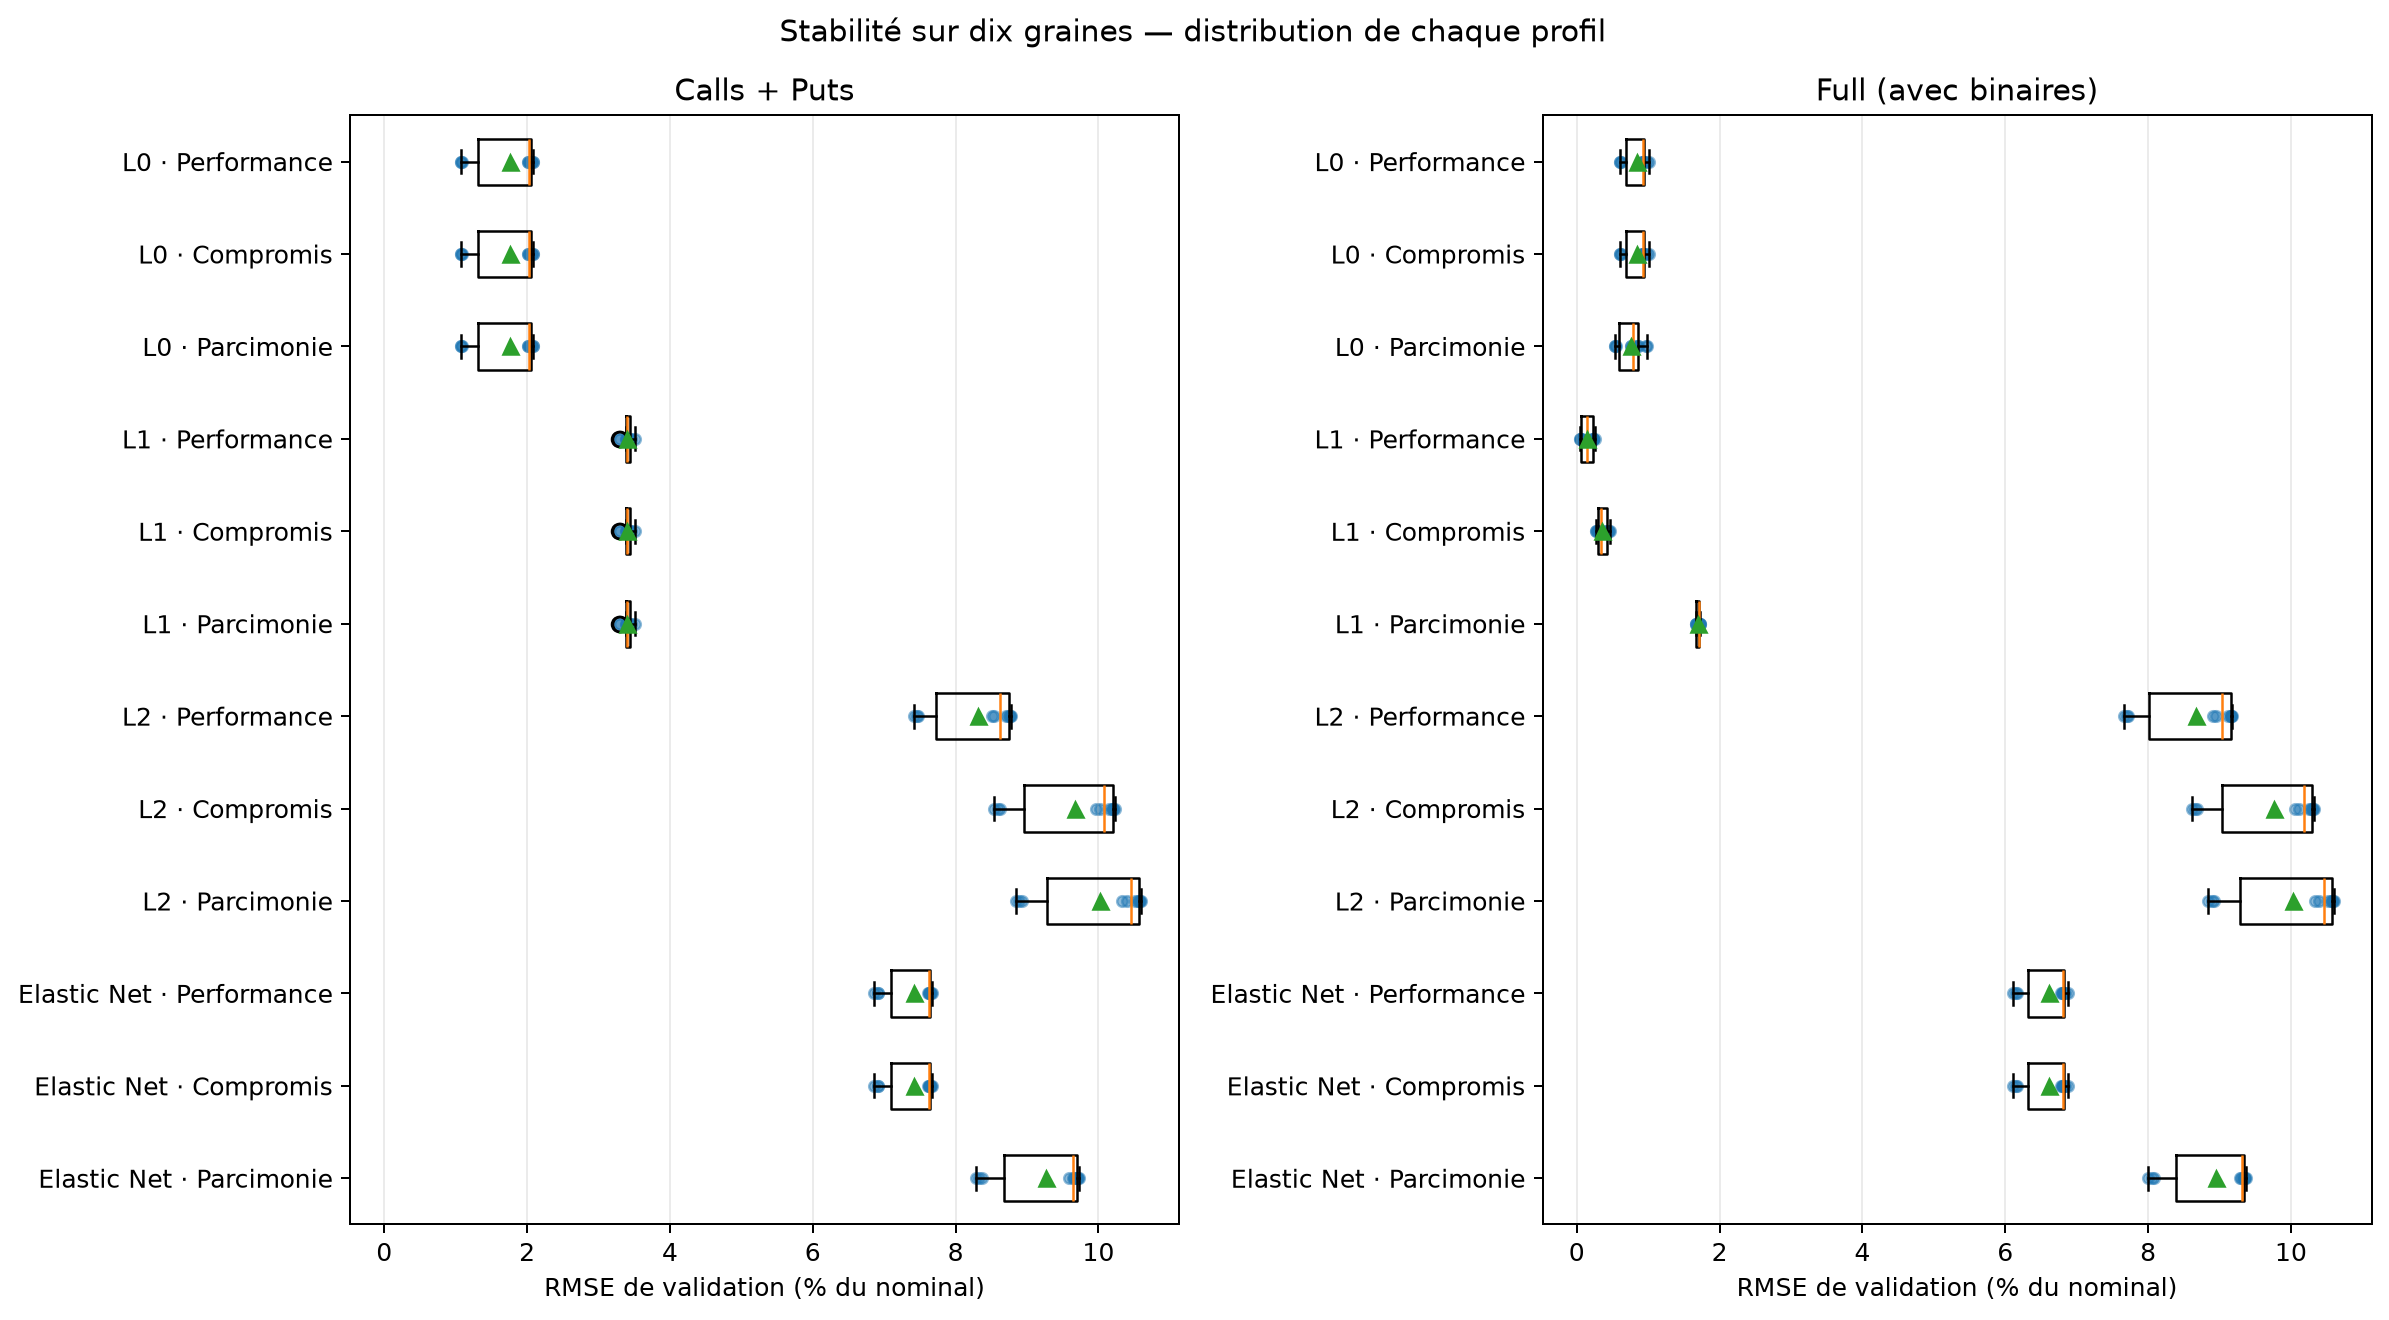 Stabilité sur dix graines — distribution de chaque profil
Calls + Puts
L0 · Performance
L0 · Compromis
L0 · Parcimonie
L1 · Performance
L1 · Compromis
L1 · Parcimonie
L2 · Performance
L2 · Compromis
L2 · Parcimonie
Elastic Net · Performance
Elastic Net · Compromis
Elastic Net · Parcimonie
0 2 4 6 8 10
RMSE de validation (% du nominal)
Full (avec binaires)
L0 · Performance
L0 · Compromis
L0 · Parcimonie
L1 · Performance
L1 · Compromis
L1 · Parcimonie
L2 · Performance
L2 · Compromis
L2 · Parcimonie
Elastic Net · Performance
Elastic Net · Compromis
Elastic Net · Parcimonie
0 2 4 6 8 10
RMSE de validation (% du nominal)